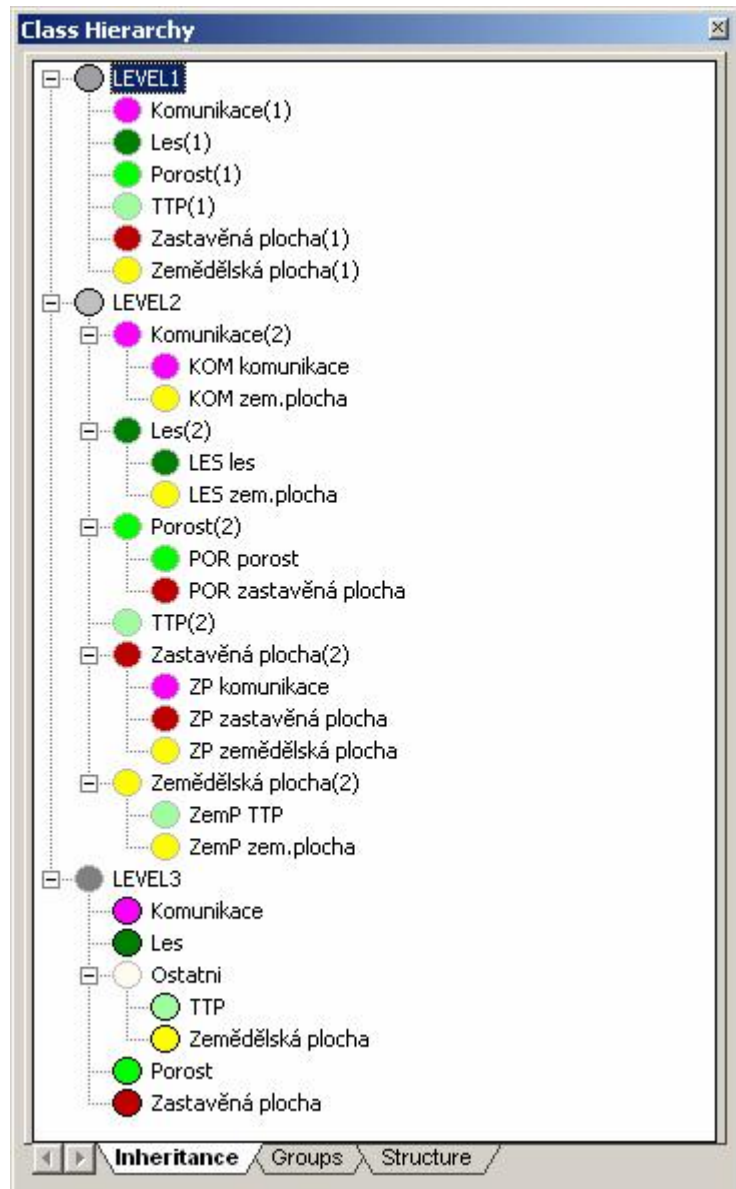 Class Hierarchy
LEVEL1
Komunikace(1)
Les(1)
Porost(1)
TTP(1)
Zastavěná plocha(1)
Zemědělská plocha(1)
LEVEL2
Komunikace(2)
KOM komunikace
KOM zem.plocha
Les(2)
LES les
LES zem.plocha
Porost(2)
POR porost
POR zastavěná plocha
TTP(2)
Zastavěná plocha(2)
ZP komunikace
ZP zastavěná plocha
ZP zemědělská plocha
Zemědělská plocha(2)
ZemP TTP
ZemP zem.plocha
LEVEL3
Komunikace
Les
Ostatni
TTP
Zemědělská plocha
Porost
Zastavěná plocha
Inheritance Groups Structure